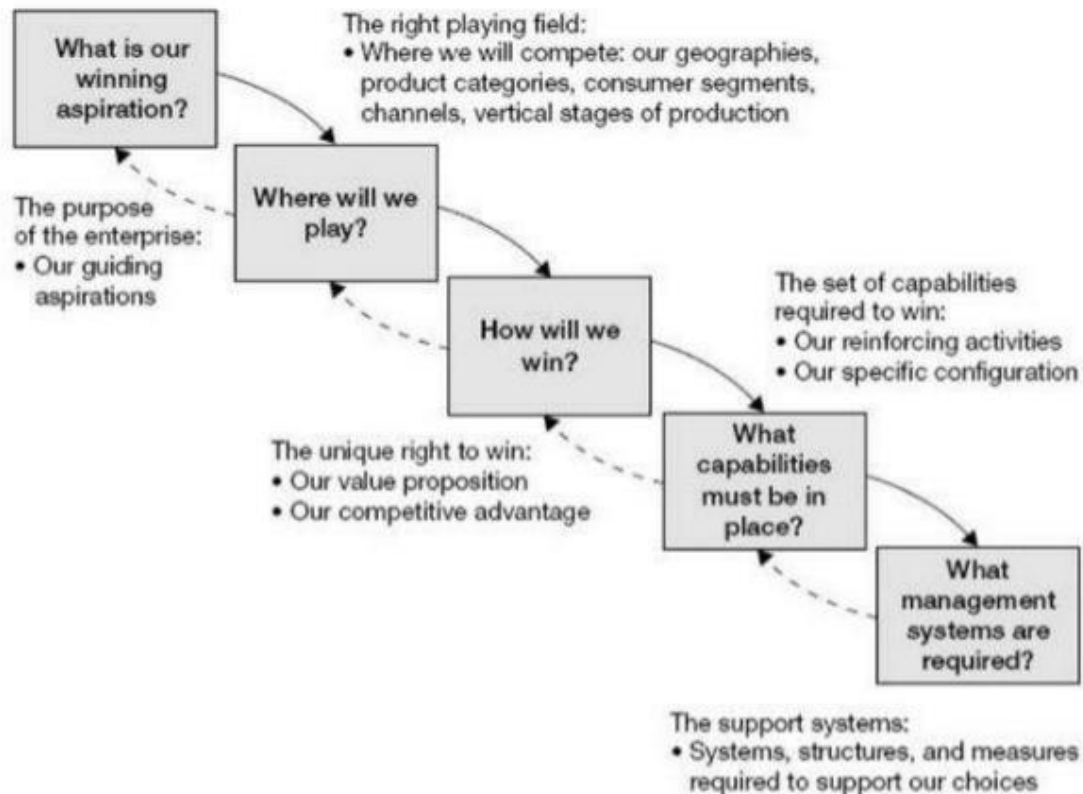 What is our
winning
aspiration?
The right playing field:
• Where we will compete: our geographies,
product categories, consumer segments,
channels, vertical stages of production
The purpose
of the enterprise:
• Our guiding
aspirations
Where will we
play?
How will we
win?
The unique right to win:
• Our value proposition
• Our competitive advantage
The set of capabilities
required to win:
• Our reinforcing activities
• Our specific configuration
What
capabilities
must be in
place?
What
management
systems are
required?
The support systems:
• Systems, structures, and measures
required to support our choices